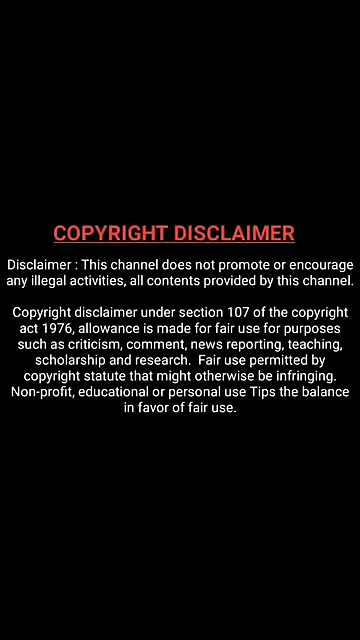 COPYRIGHT DISCLAIMER
Disclaimer : This channel does not promote or encourage
any illegal activities, all contents provided by this channel.
Copyright disclaimer under section 107 of the copyright
act 1976, allowance is made for fair use for purposes
such as criticism, comment, news reporting, teaching,
scholarship and research.  Fair use permitted by
copyright statute that might otherwise be infringing.
Non-profit, educational or personal use Tips the balance
in favor of fair use.